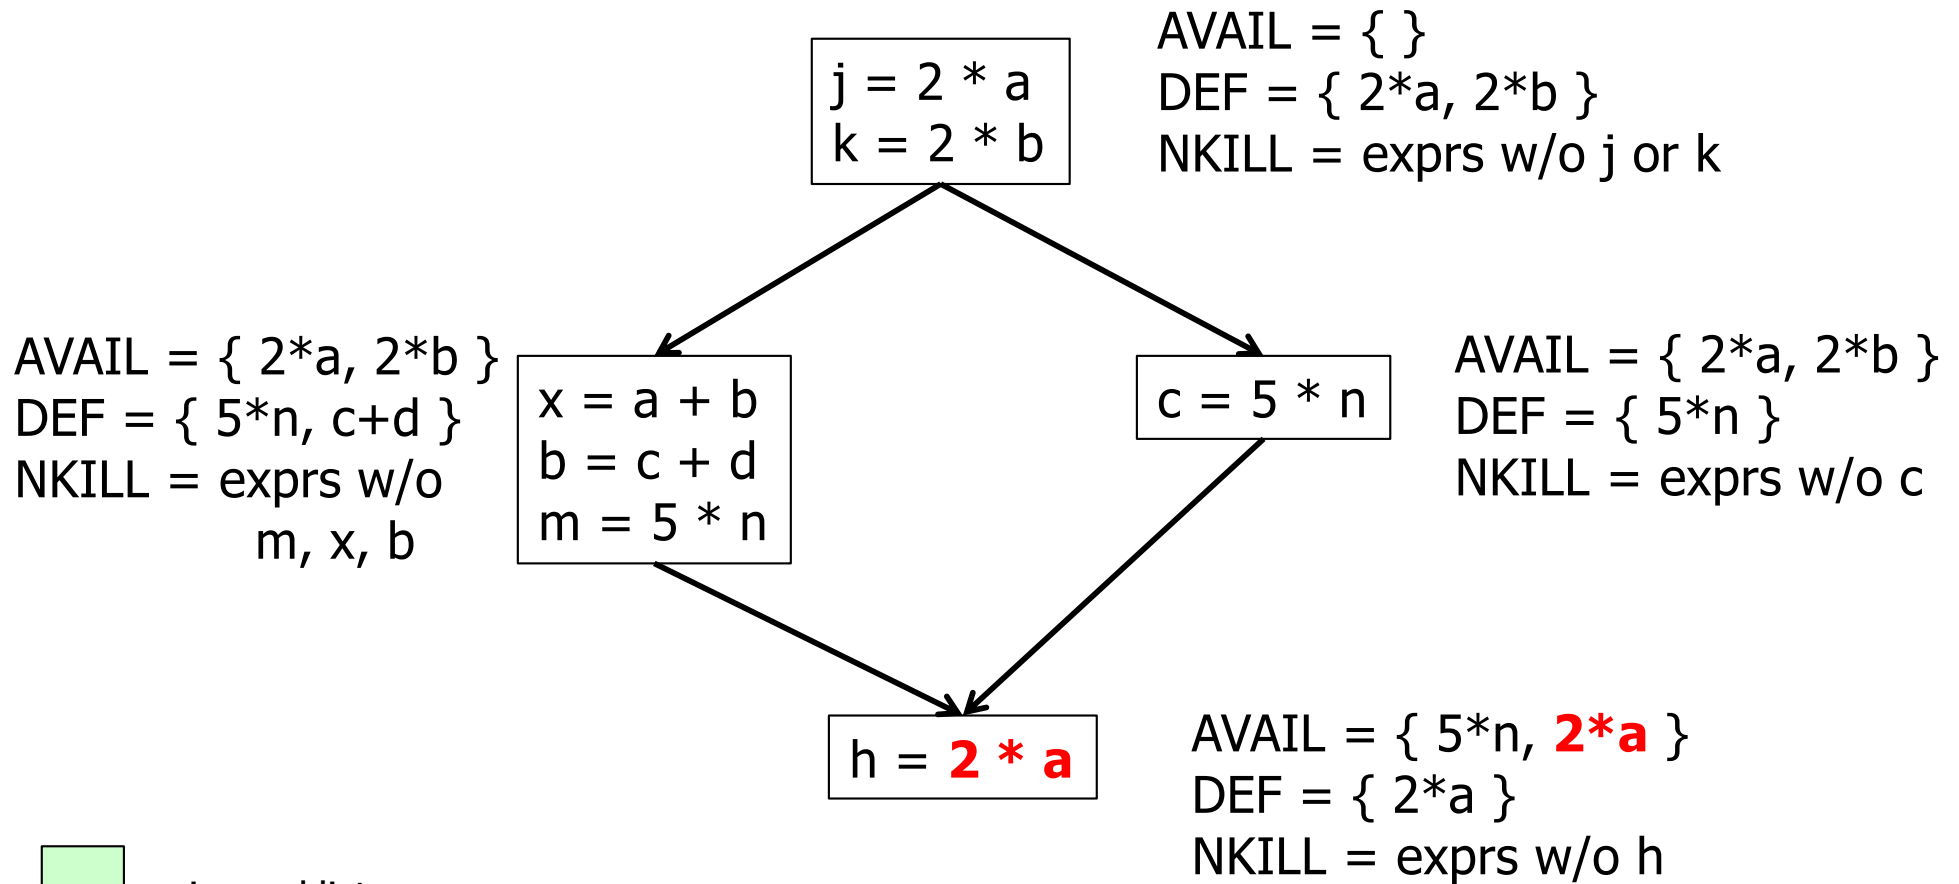 j = 2 * a
k = 2 * b
AVAIL = { }
DEF = { 2*a, 2*b }
NKILL = exprs w/o j or k
AVAIL = { 2*a, 2*b }
DEF = { 5*n, c+d }
NKILL = exprs w/o
m, x, b
x = a + b
b = c + d
m = 5 * n
c = 5 * n
AVAIL = { 2*a, 2*b }
DEF = { 5*n }
NKILL = exprs w/o c
h = 2 * a
AVAIL = { 5*n, 2*a }
DEF = { 2*a }
NKILL = exprs w/o h